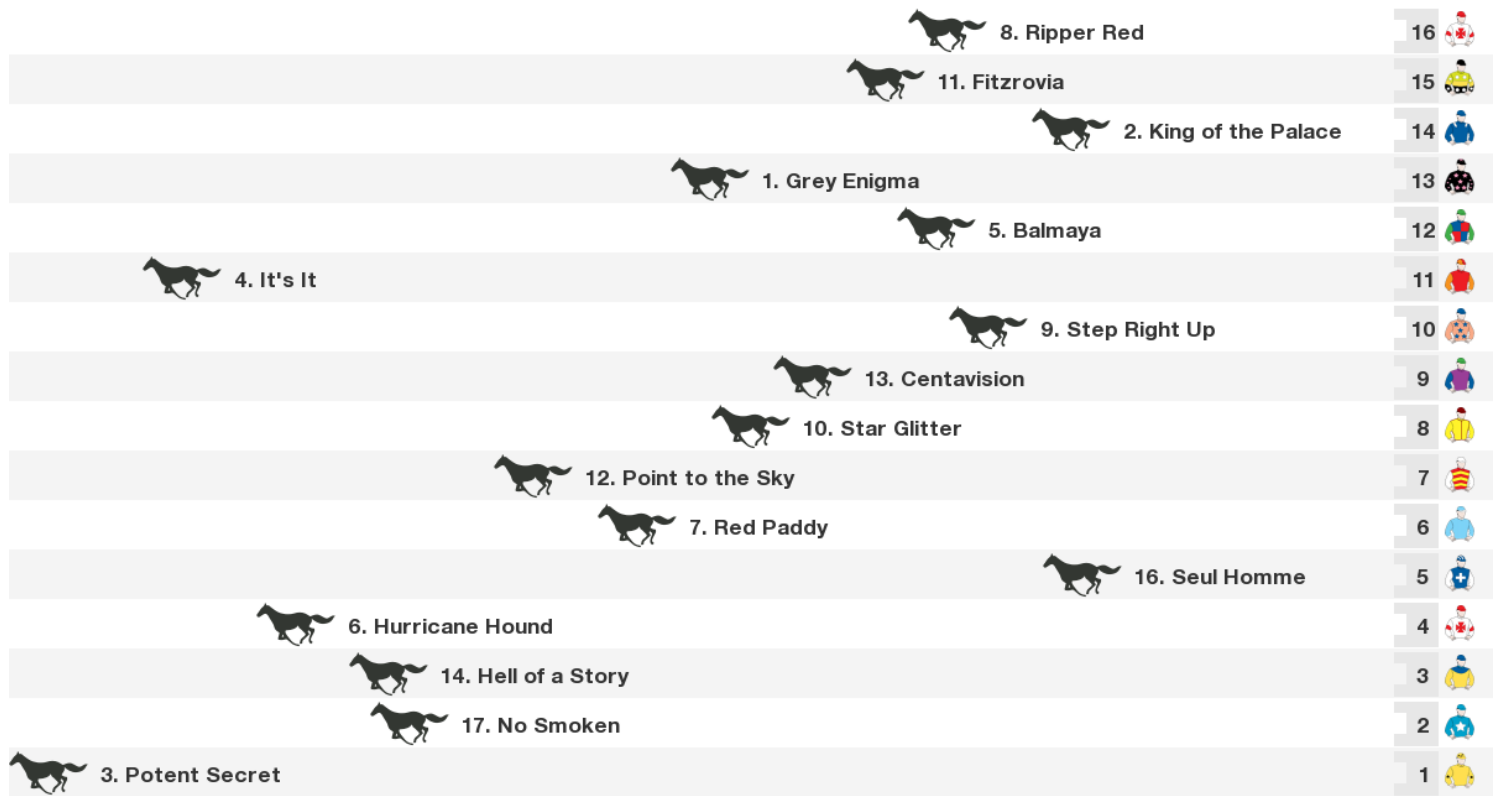 8. Ripper Red 16
11. Fitzrovia 15
2. King of the Palace 14
1. Grey Enigma 13
5. Balmaya 12
4. It's It 11
9. Step Right Up 10
13. Centavision 9
10. Star Glitter 8
12. Point to the Sky 7
7. Red Paddy 6
16. Seul Homme 5
6. Hurricane Hound 4
14. Hell of a Story 3
17. No Smoken 2
3. Potent Secret 1